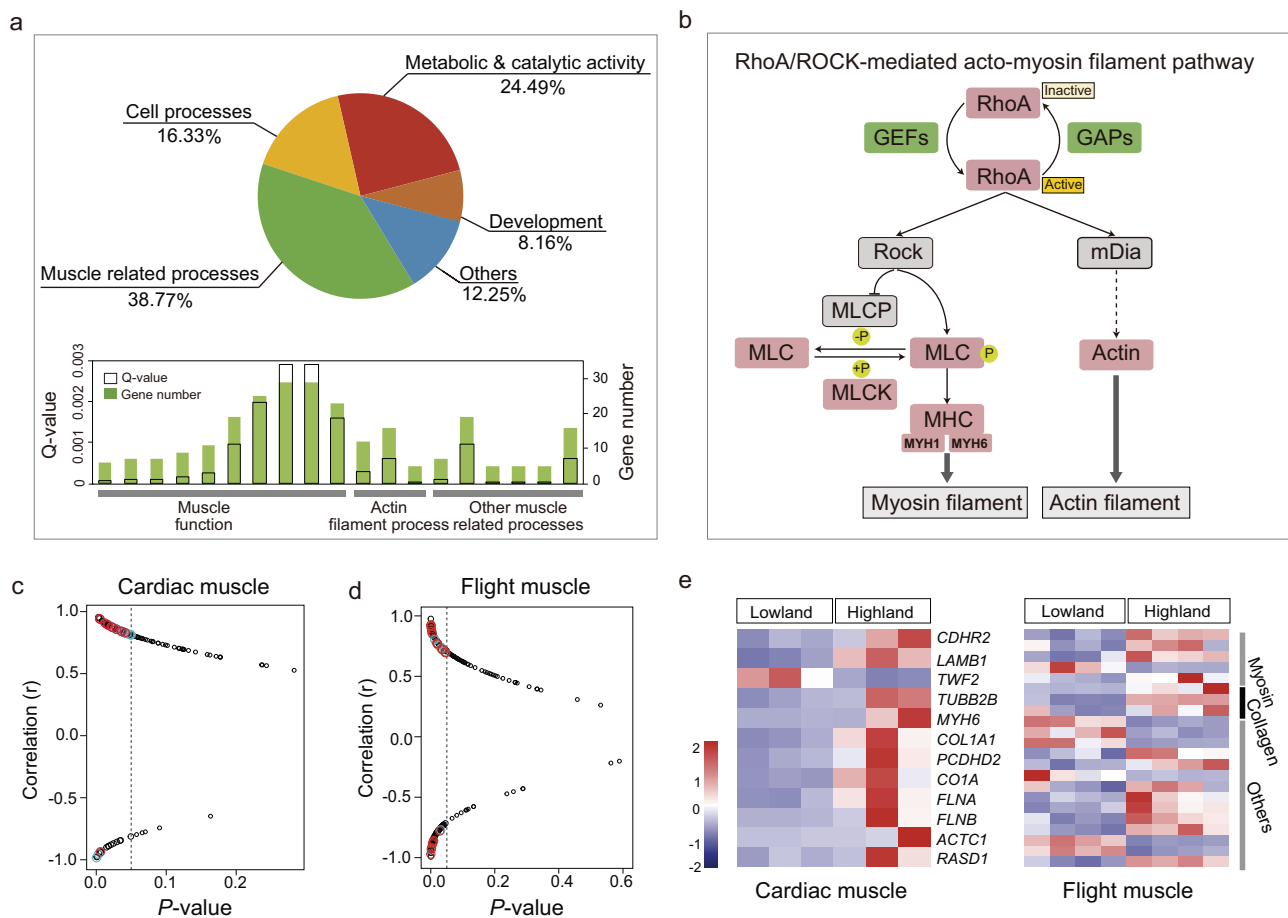 a
Metabolic & catalytic activity
24.49%
Cell processes
16.33%
Development
8.16%
Muscle related processes
38.77%
Others
12.25%
Q-value
0.003
0.002
0.001
0
Q-value
Gene number
30
20
10
0
Gene number
Muscle
function
Actin
filament process
Other muscle
related processes
b
RhoA/ROCK-mediated acto-myosin filament pathway
RhoA
Inactive
GEFs
GAPs
RhoA
Active
Rock
mDia
MLCP
-P
MLC
MLC
P
Actin
+P
MLCK
MHC
MYH1
MYH6
Myosin filament
Actin filament
c
Cardiac muscle
Correlation (r)
1.0
0.5
0.0
-0.5
-1.0
0.0
0.2
P-value
d
Flight muscle
Correlation (r)
1.0
0.5
0.0
-0.5
-1.0
0.0 0.1 0.2 0.3 0.4 0.5 0.6
P-value
e
Lowland
Highland
CDHR2
LAMB1
TWF2
TUBB2B
MYH6
COL1A1
PCDHD2
CO1A
FLNA
FLNB
ACTC1
RASD1
2
1
0
-1
-2
Cardiac muscle
Lowland
Highland
Myosin
Collagen
Others
Flight muscle